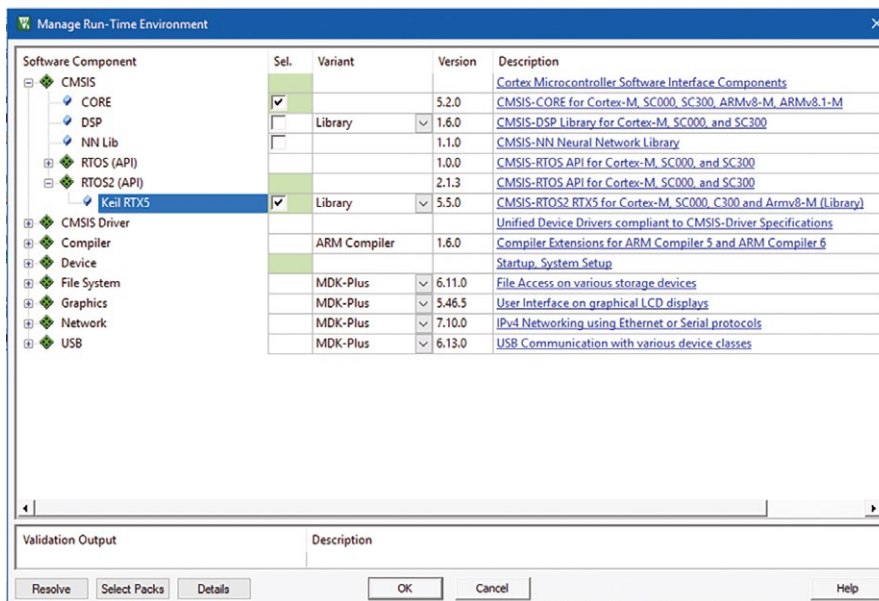 Manage Run-Time Environment
Software Component Sel. Variant Version Description
CMSIS Cortex Microcontroller Software Interface Components
CORE 5.2.0 CMSIS-CORE for Cortex-M, SC000, SC300, ARMv8-M, ARMv8.1-M
DSP Library 1.6.0 CMSIS-DSP Library for Cortex-M, SC000, and SC300
NN Lib 1.1.0 CMSIS-NN Neural Network Library
RTOS (API) 1.0.0 CMSIS-RTOS API for Cortex-M, SC000, and SC300
RTOS2 (API) 2.1.3 CMSIS-RTOS API for Cortex-M, SC000, and SC300
Keil RTX5 Library 5.5.0 CMSIS-RTOS2 RTX5 for Cortex-M, SC000, C300 and Armv8-M (Library)
CMSIS Driver Unified Device Drivers compliant to CMSIS-Driver Specifications
Compiler ARM Compiler 1.6.0 Compiler Extensions for ARM Compiler 5 and ARM Compiler 6
Device Startup, System Setup
File System MDK-Plus 6.11.0 File Access on various storage devices
Graphics MDK-Plus 5.46.5 User Interface on graphical LCD displays
Network MDK-Plus 7.10.0 IPv4 Networking using Ethernet or Serial protocols
USB MDK-Plus 6.13.0 USB Communication with various device classes
Validation Output Description
Resolve Select Packs Details OK Cancel Help